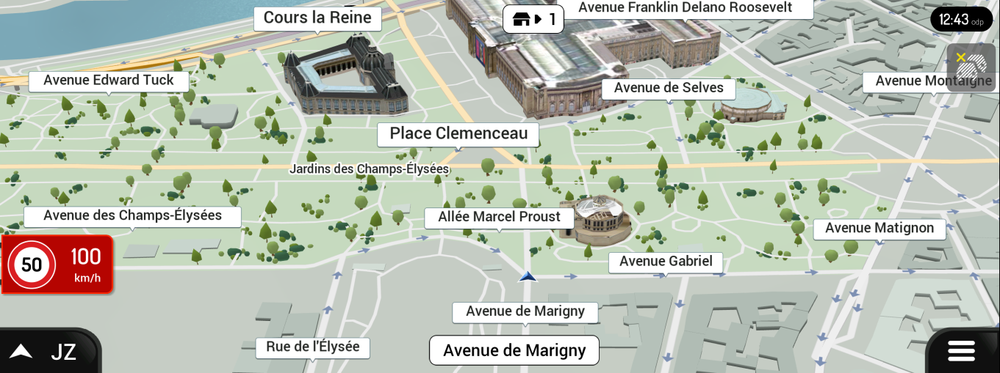 Cours la Reine
1
Avenue Franklin Delano Roosevelt
12:43 odp
Avenue Edward Tuck
Avenue de Selves
Avenue Montaigne
Place Clemenceau
Jardins des Champs-Élysées
Avenue des Champs-Élysées
Allée Marcel Proust
Avenue Matignon
50
100
km/h
Avenue Gabriel
Avenue de Marigny
Rue de l'Élysée
Avenue de Marigny
JZ